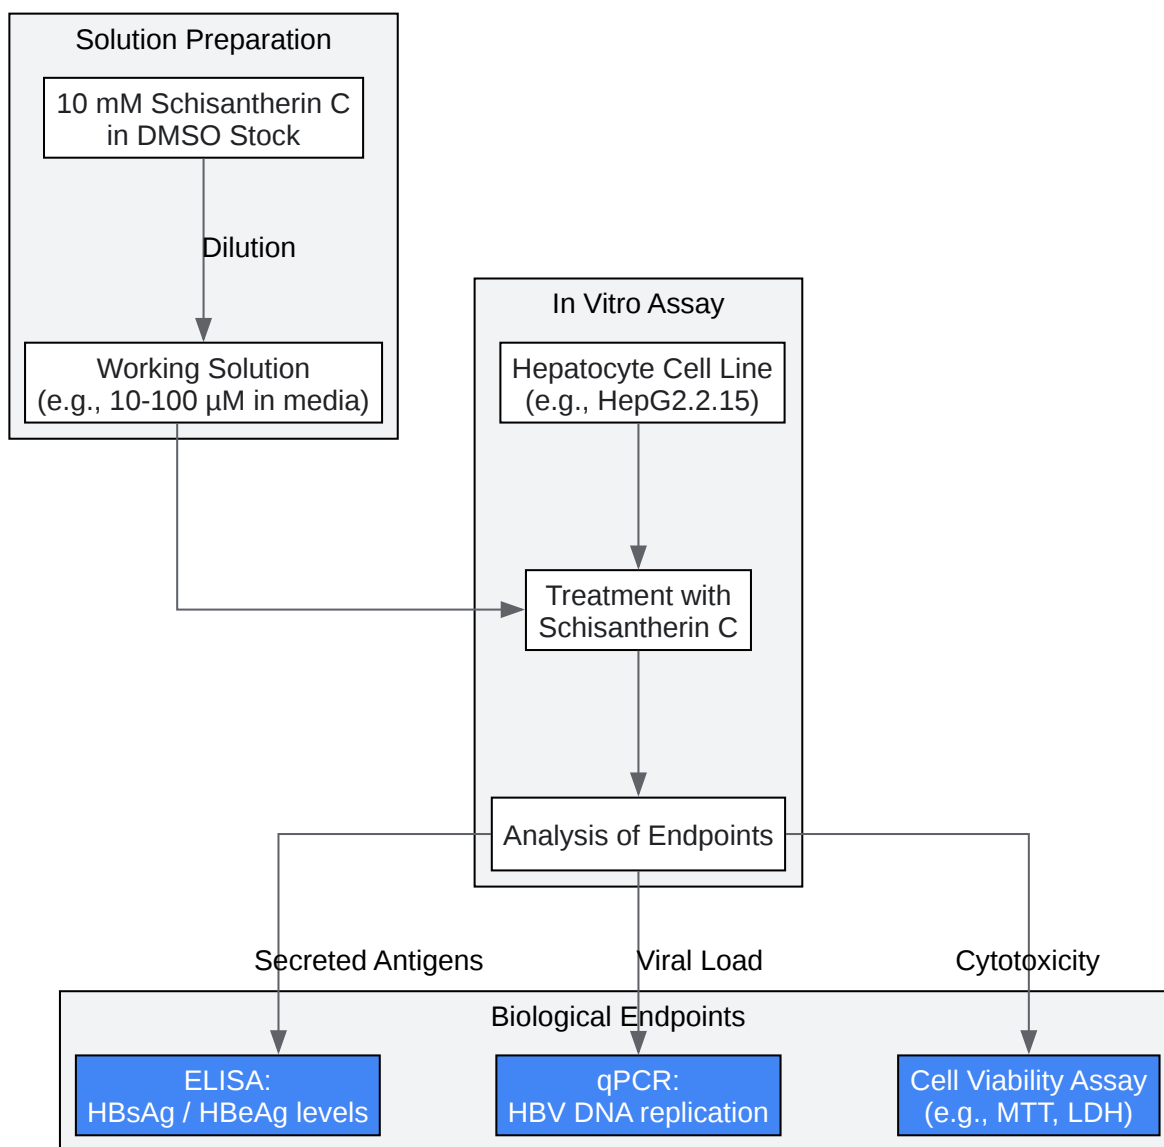 Solution Preparation
10 mM Schisantherin C
in DMSO Stock
Dilution
Working Solution
(e.g., 10-100 µM in media)
In Vitro Assay
Hepatocyte Cell Line
(e.g., HepG2.2.15)
Treatment with
Schisantherin C
Analysis of Endpoints
Secreted Antigens
Viral Load
Cytotoxicity
Biological Endpoints
ELISA:
HBsAg / HBeAg levels
qPCR:
HBV DNA replication
Cell Viability Assay
(e.g., MTT, LDH)